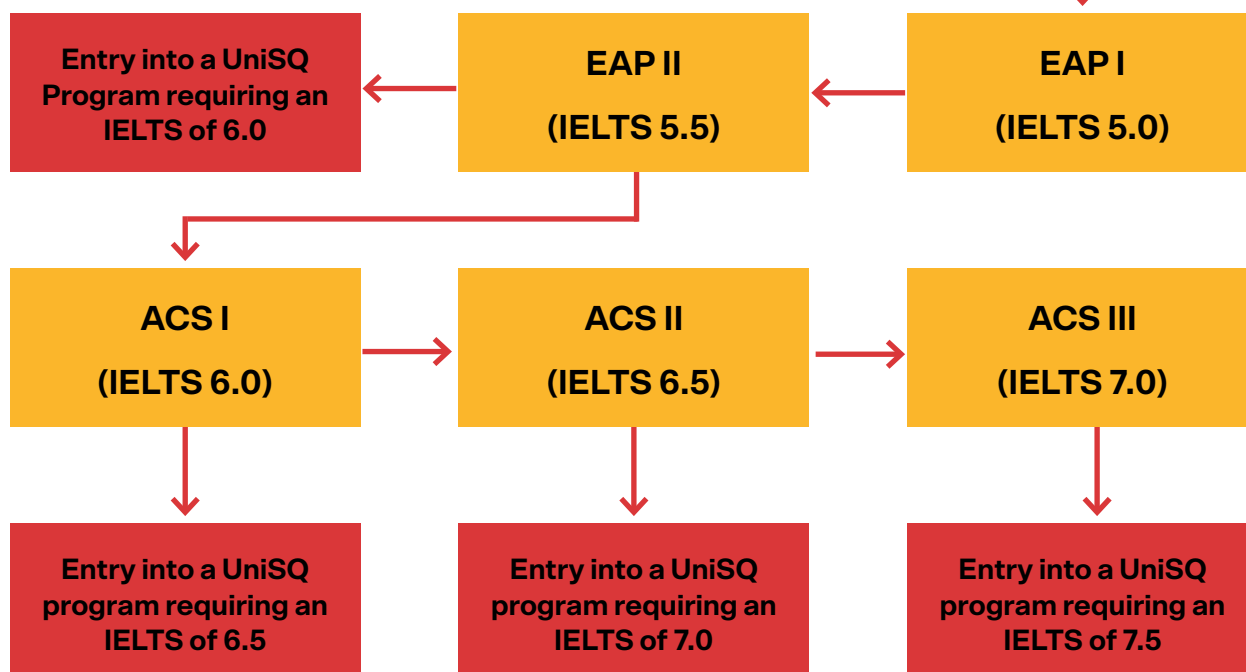 Entry into a UniSQ
Program requiring an
IELTS of 6.0
EAP II
(IELTS 5.5)
EAP I
(IELTS 5.0)
ACS I
(IELTS 6.0)
ACS II
(IELTS 6.5)
ACS III
(IELTS 7.0)
Entry into a UniSQ
program requiring an
IELTS of 6.5
Entry into a UniSQ
program requiring an
IELTS of 7.0
Entry into a UniSQ
program requiring an
IELTS of 7.5